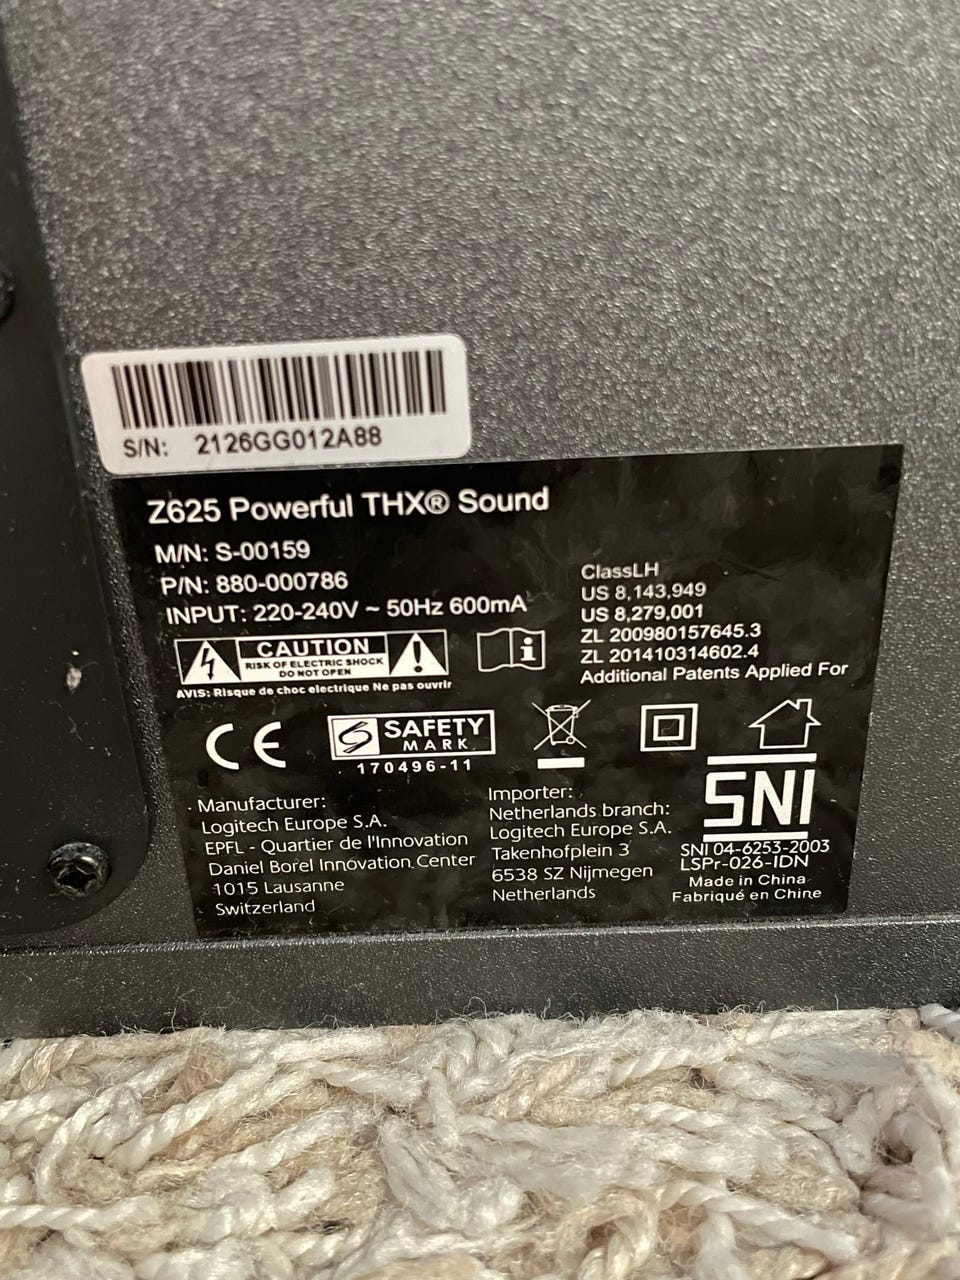 S/N: 2126GG012A88
Z625 Powerful THX® Sound
M/N: S-00159
P/N: 880-000786
INPUT: 220-240V ~ 50Hz 600mA
CAUTION
RISK OF ELECTRIC SHOCK
DO NOT OPEN
AVIS: Risque de choc electrique Ne pas ouvrir
ClassLH
US 8,143,949
US 8,279,001
ZL 200980157645.3
ZL 201410314602.4
Additional Patents Applied For
CE
SAFETY
MARK
170496-11
SNI
SNI 04-6253-2003
LSPr-026-IDN
Made in China
Fabriqué en Chine
Manufacturer:
Logitech Europe S.A.
EPFL - Quartier de l'Innovation
Daniel Borel Innovation Center
1015 Lausanne
Switzerland
Importer:
Netherlands branch:
Logitech Europe S.A.
Takenhofplein 3
6538 SZ Nijmegen
Netherlands